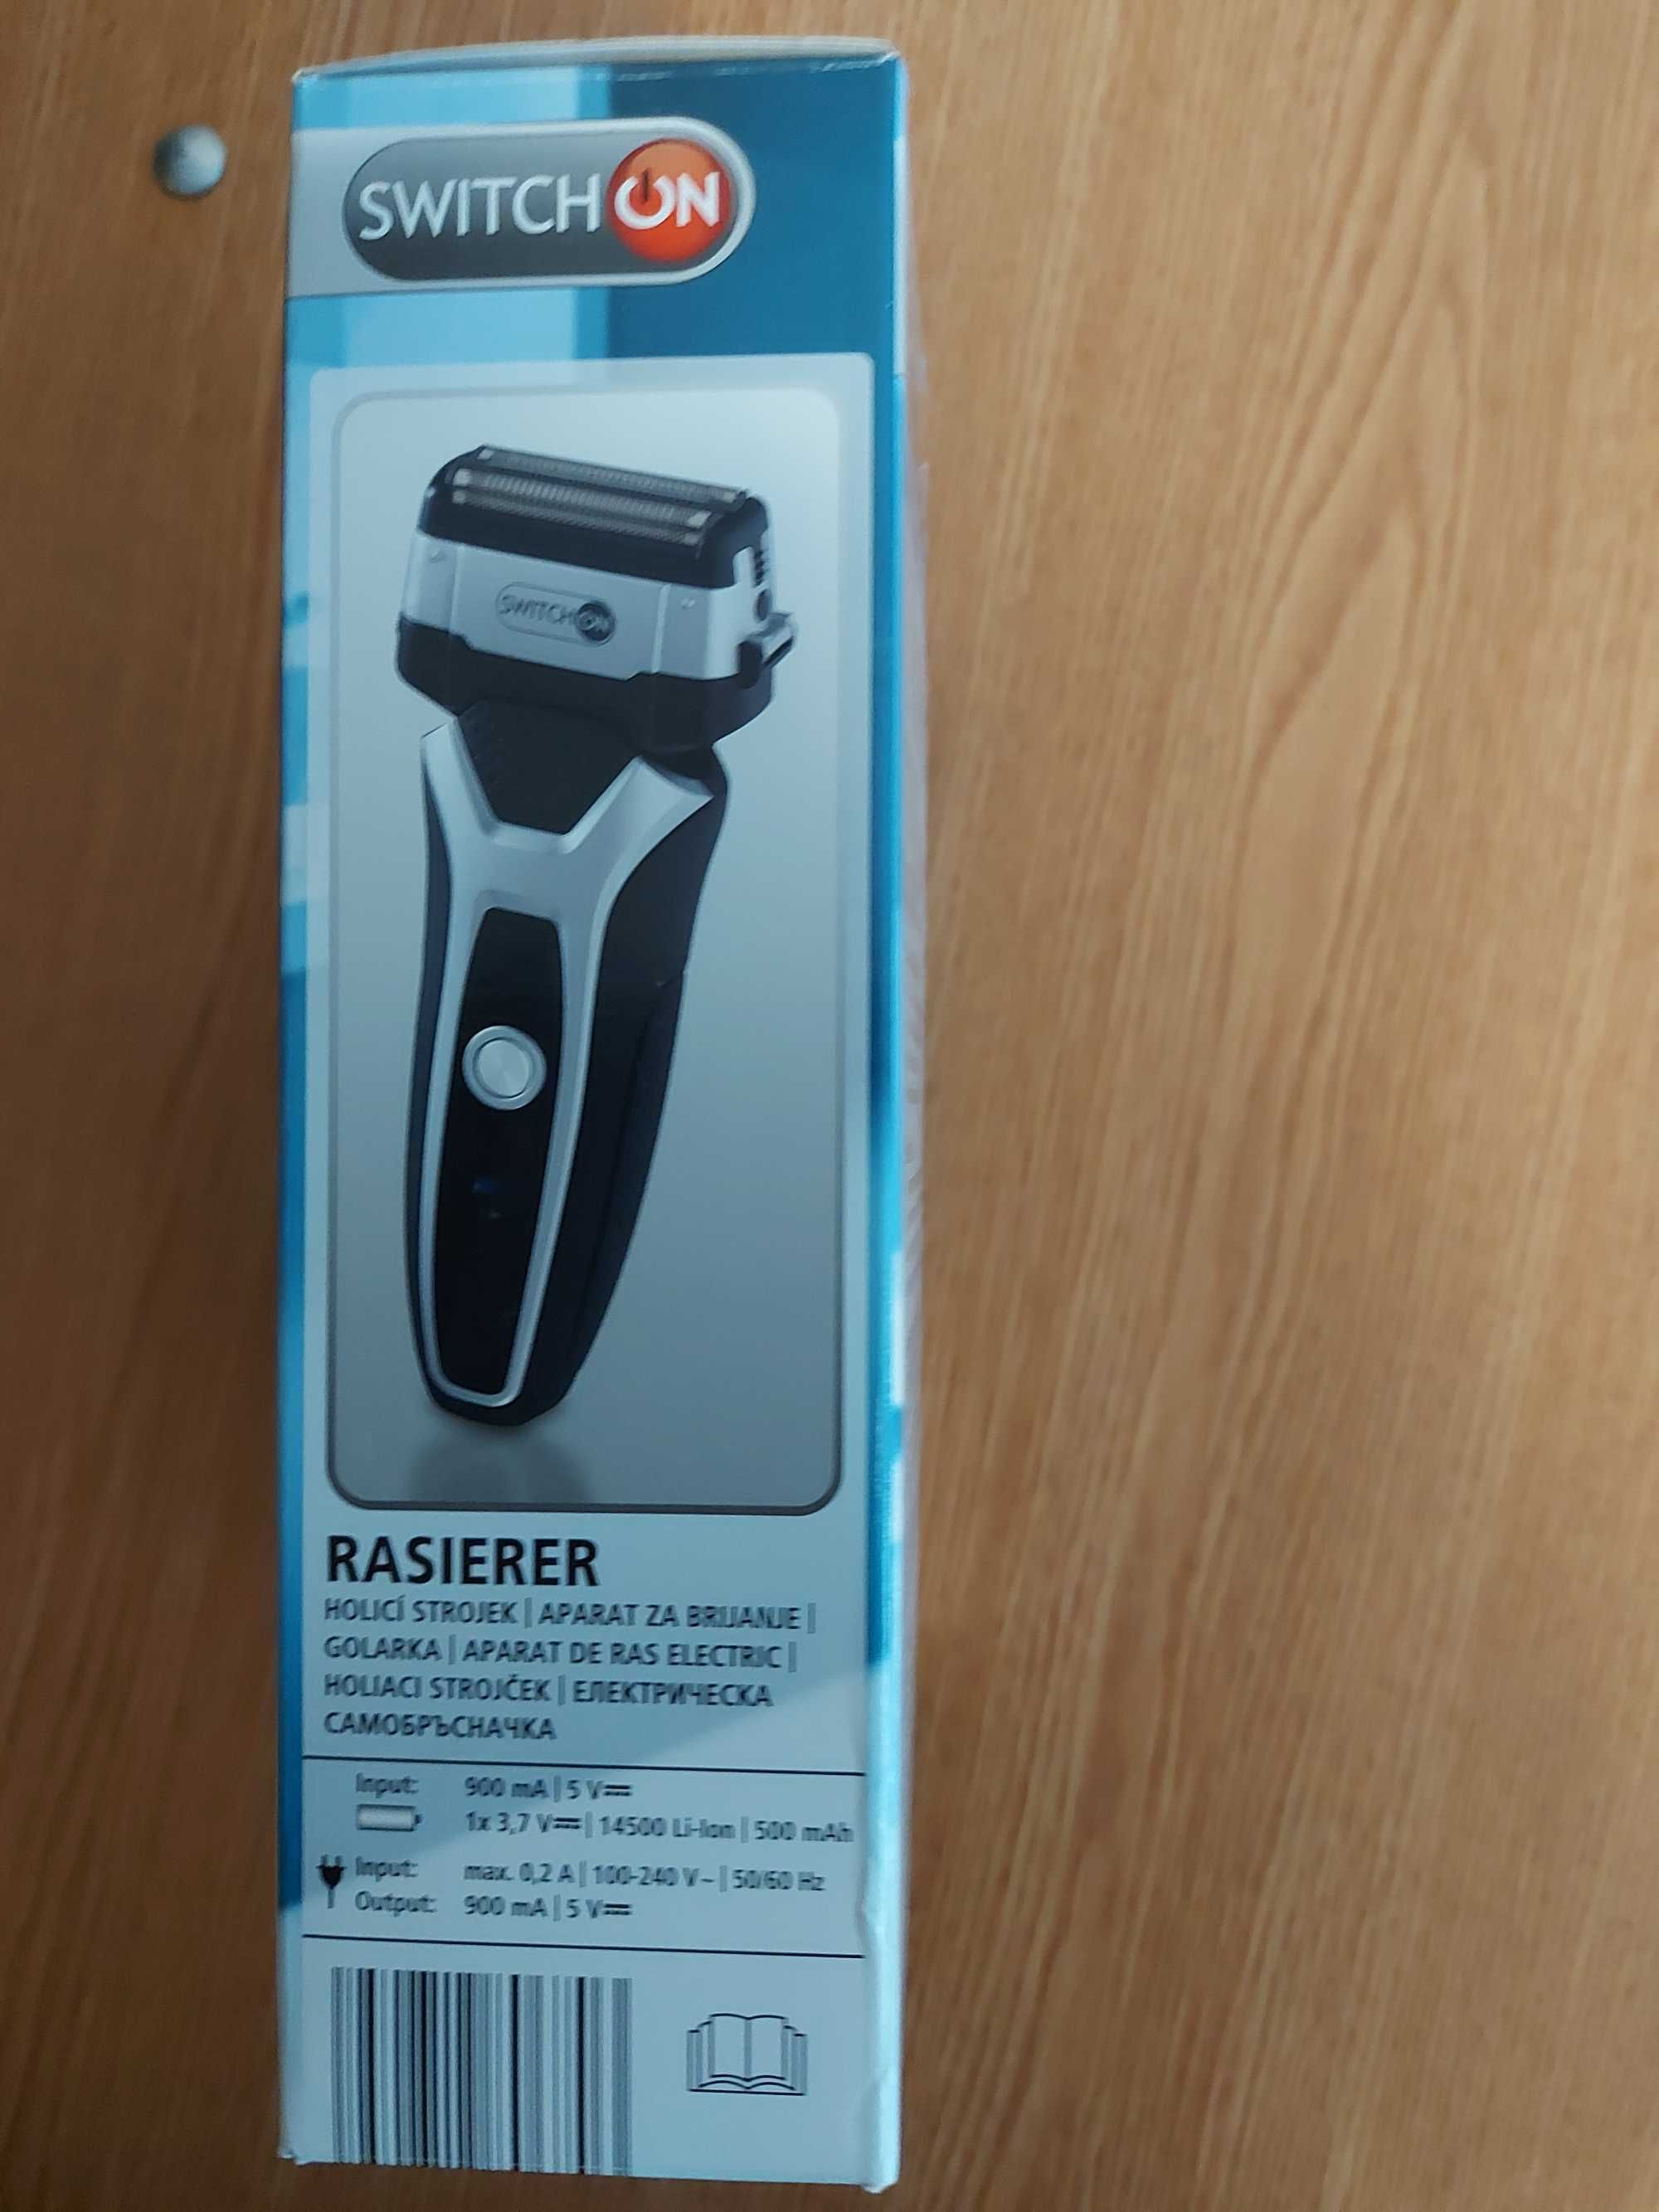 SWITCH ON
SWITCH ON
RASIERER
HOLICÍ STROJEK | APARAT ZA BRIJANJE |
GOLARKA | APARAT DE RAS ELECTRIC |
HOLIACI STROJČEK | ЕЛЕКТРИЧЕСКА
САМОБРЪСНАЧКА
Input: 900 mA | 5 V⎓
1x 3,7 V⎓ | 14500 Li-Ion | 500 mAh
Input: max. 0,2 A | 100-240 V ~ | 50/60 Hz
Output: 900 mA | 5 V⎓